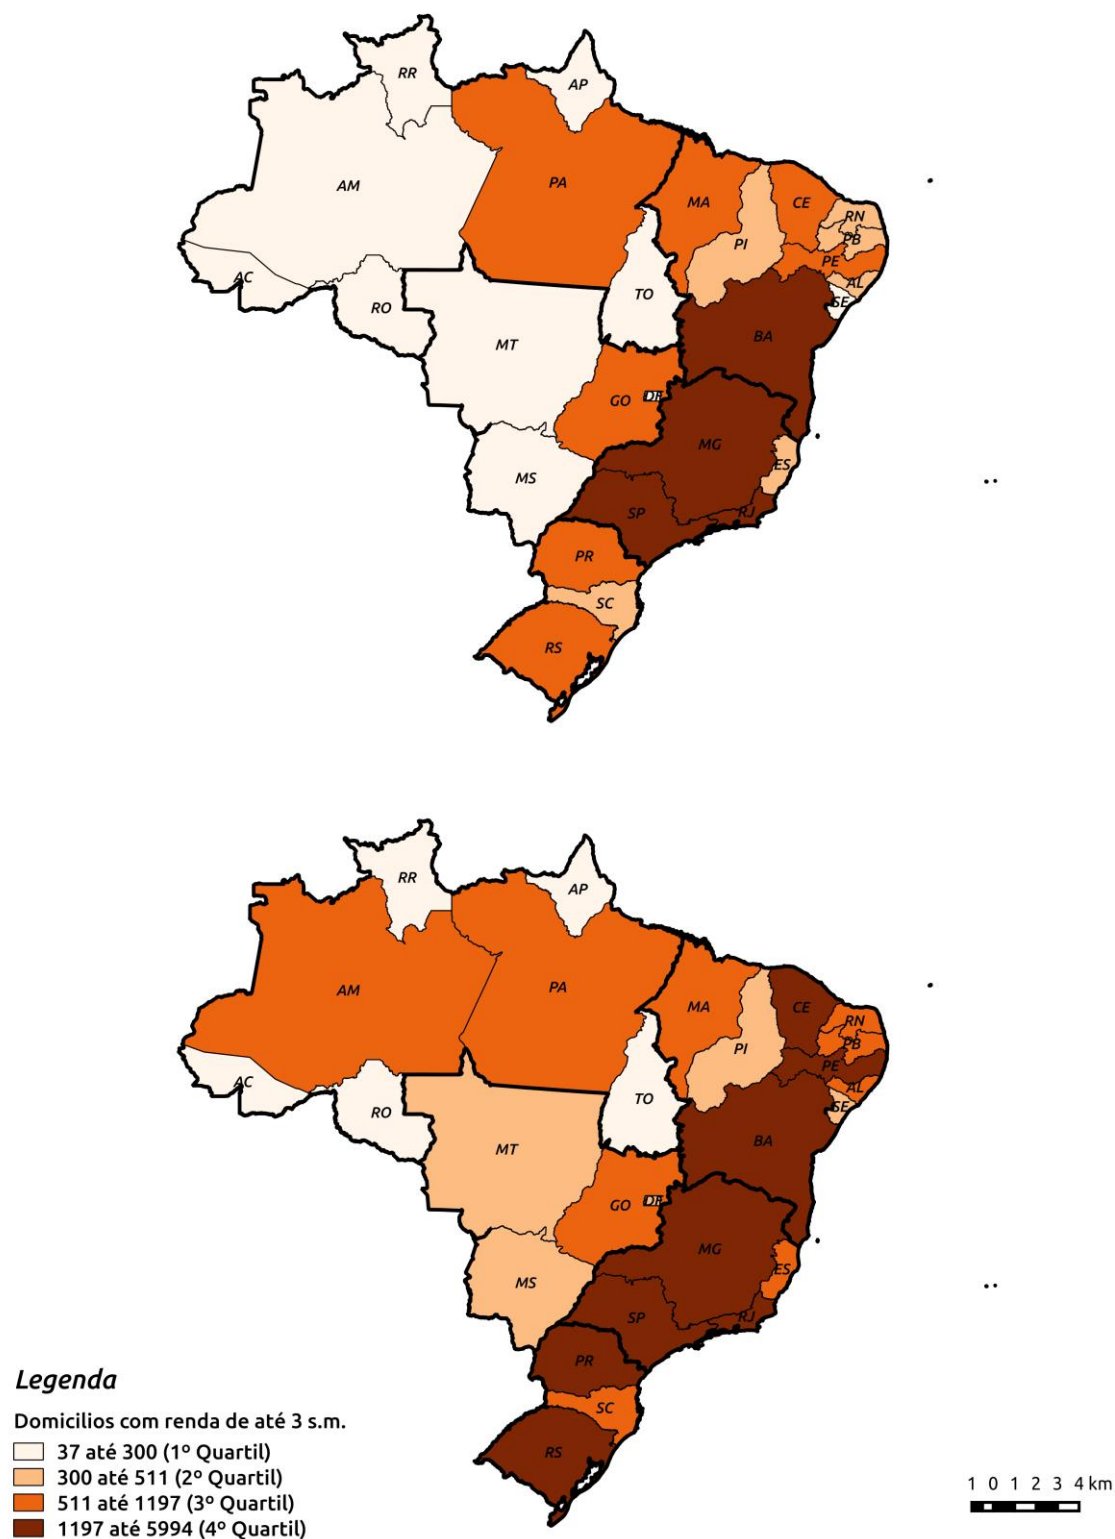 RR
AP
AM
PA
MA
CE
RN
PI
PB
PE
AL
AC
SE
RO
TO
BA
MT
GO
DF
MG
ES
MS
SP
RJ
PR
SC
RS
RR
AP
AM
PA
MA
CE
RN
PI
PB
PE
AL
AC
SE
RO
TO
BA
MT
GO
DF
MG
ES
MS
SP
RJ
PR
SC
RS
Legenda
Domicilios com renda de até 3 s.m.
37 até 300 (1º Quartil)
300 até 511 (2º Quartil)
511 até 1197 (3º Quartil)
1197 até 5994 (4º Quartil)
1 0 1 2 3 4 km